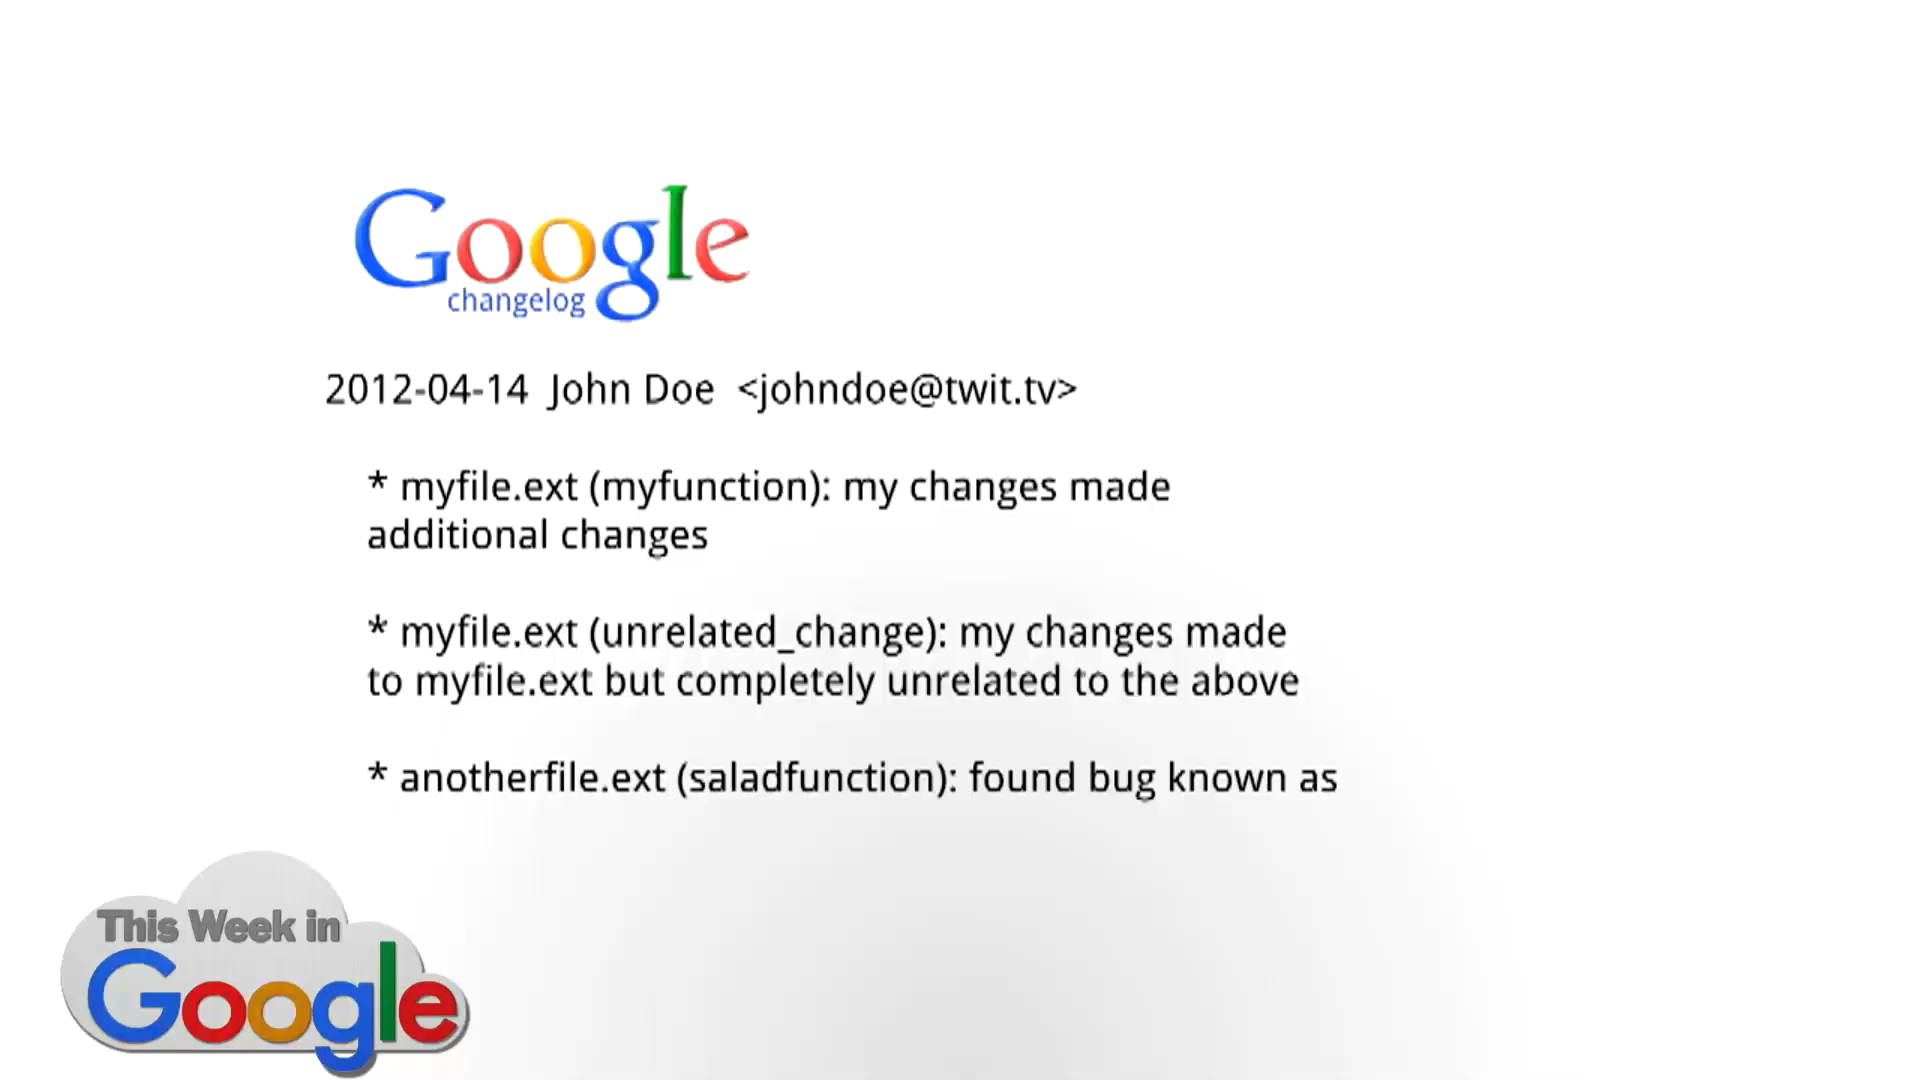 Google
changelog
2012-04-14 John Doe <johndoe@twit.tv>
* myfile.ext (myfunction): my changes made
additional changes
* myfile.ext (unrelated_change): my changes made
to myfile.ext but completely unrelated to the above
* anotherfile.ext (saladfunction): found bug known as
This Week in
Google